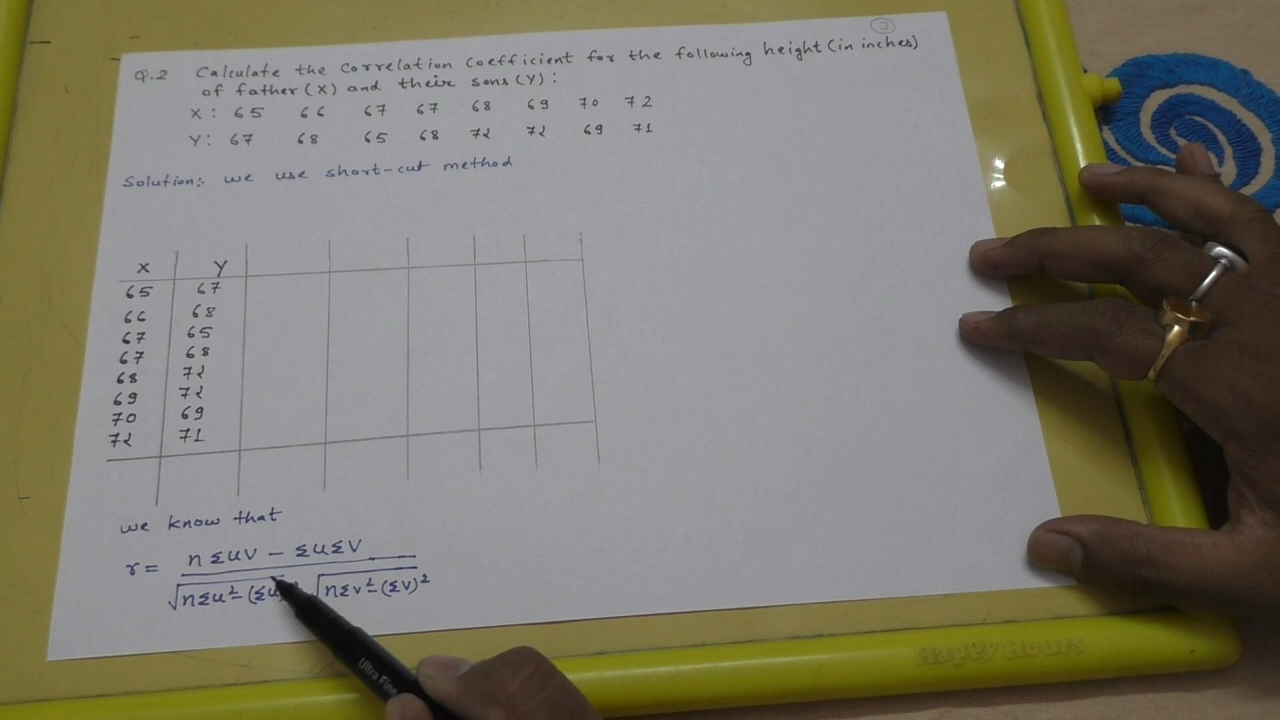 3
Q.2 Calculate the Correlation Coefficient for the following height (in inches)
of father (X) and their sons (Y) :
X : 65 66 67 67 68 69 70 72
Y : 67 68 65 68 72 72 69 71
Solution:- we use short-cut method
X Y
65 67
66 68
67 65
67 68
68 72
69 72
70 69
72 71
we know that
r = nΣuv - ΣuΣv
√nΣu²-(Σu √nΣv²-(Σv)²
Ultra Fine
Happy Hours